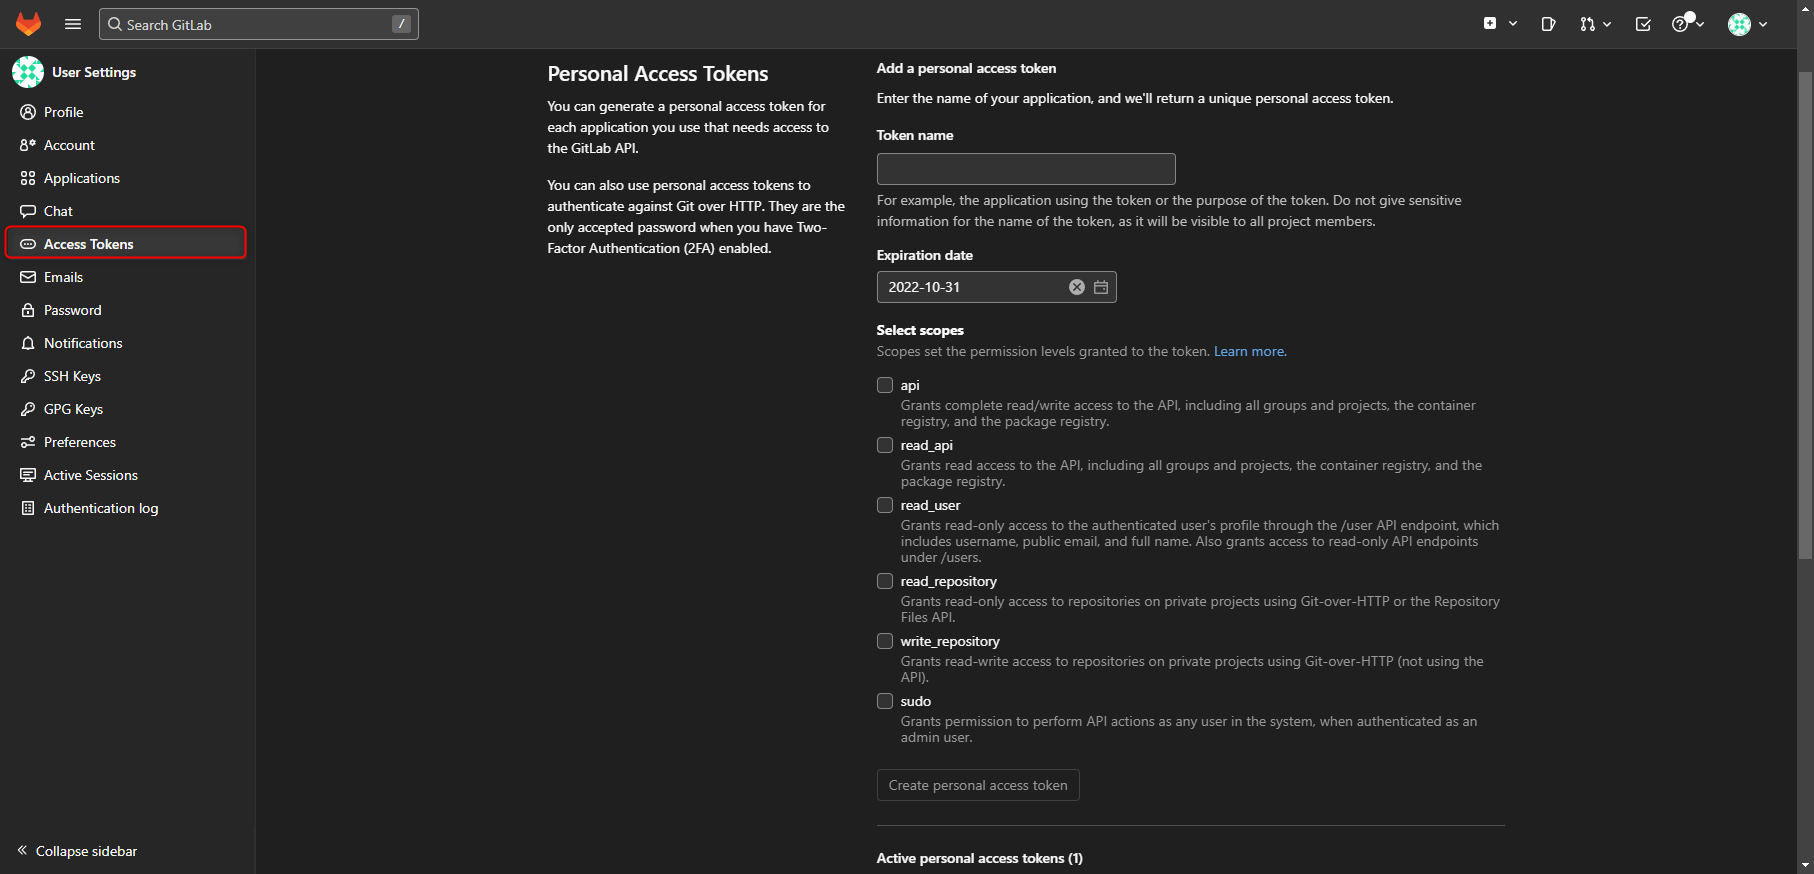 Search GitLab
/
User Settings
Profile
Account
Applications
Chat
Access Tokens
Emails
Password
Notifications
SSH Keys
GPG Keys
Preferences
Active Sessions
Authentication log
Collapse sidebar
Personal Access Tokens
You can generate a personal access token for
each application you use that needs access to
the GitLab API.
You can also use personal access tokens to
authenticate against Git over HTTP. They are the
only accepted password when you have Two-
Factor Authentication (2FA) enabled.
Add a personal access token
Enter the name of your application, and we'll return a unique personal access token.
Token name
For example, the application using the token or the purpose of the token. Do not give sensitive
information for the name of the token, as it will be visible to all project members.
Expiration date
2022-10-31
Select scopes
Scopes set the permission levels granted to the token. Learn more.
api
Grants complete read/write access to the API, including all groups and projects, the container
registry, and the package registry.
read_api
Grants read access to the API, including all groups and projects, the container registry, and the
package registry.
read_user
Grants read-only access to the authenticated user's profile through the /user API endpoint, which
includes username, public email, and full name. Also grants access to read-only API endpoints
under /users.
read_repository
Grants read-only access to repositories on private projects using Git-over-HTTP or the Repository
Files API.
write_repository
Grants read-write access to repositories on private projects using Git-over-HTTP (not using the
API).
sudo
Grants permission to perform API actions as any user in the system, when authenticated as an
admin user.
Create personal access token
Active personal access tokens (1)